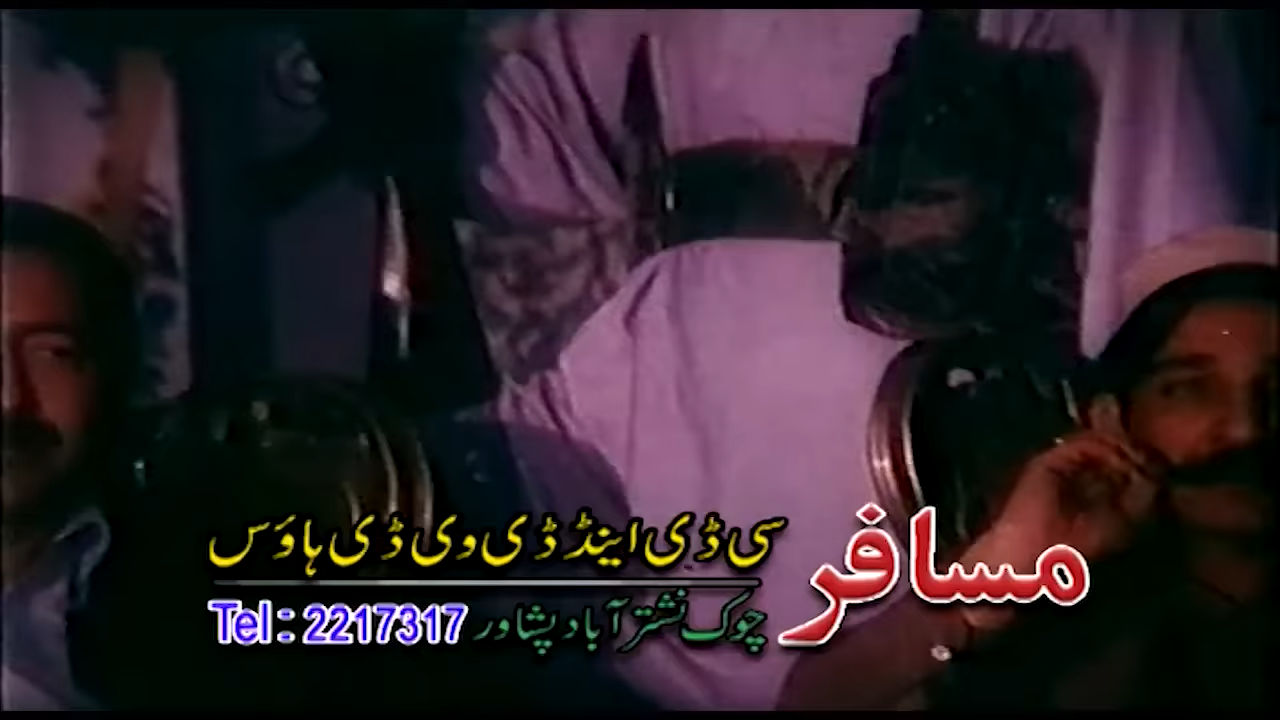 مسافر
سی ڈی اینڈ ڈی وی ڈی ہاؤس
چوک نشتر آباد پشاور Tel : 2217317